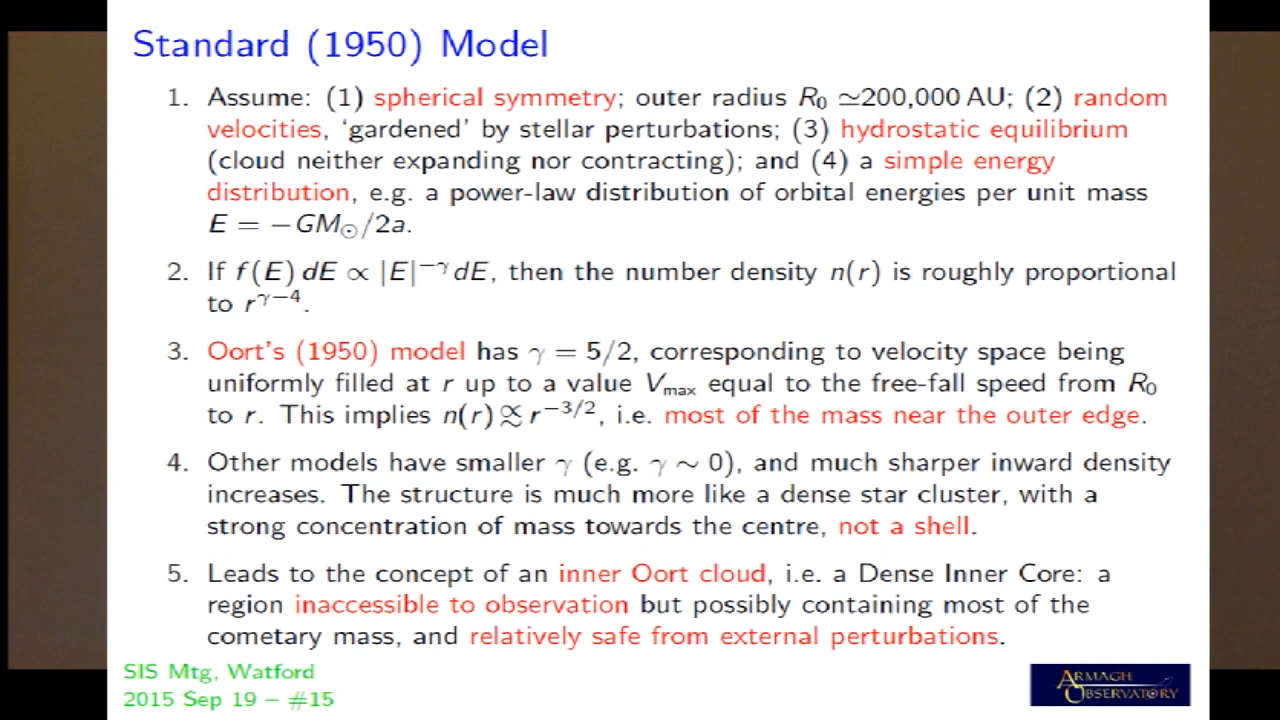 Standard (1950) Model
1. Assume: (1) spherical symmetry; outer radius R₀ ≃200,000 AU; (2) random
velocities, ‘gardened’ by stellar perturbations; (3) hydrostatic equilibrium
(cloud neither expanding nor contracting); and (4) a simple energy
distribution, e.g. a power-law distribution of orbital energies per unit mass
E = −GM☉/2a.
2. If f(E) dE ∝ |E|^−γ dE, then the number density n(r) is roughly proportional
to r^γ−4.
3. Oort's (1950) model has γ = 5/2, corresponding to velocity space being
uniformly filled at r up to a value Vmax equal to the free-fall speed from R₀
to r. This implies n(r) ∝̃ r^−3/2, i.e. most of the mass near the outer edge.
4. Other models have smaller γ (e.g. γ ∼ 0), and much sharper inward density
increases. The structure is much more like a dense star cluster, with a
strong concentration of mass towards the centre, not a shell.
5. Leads to the concept of an inner Oort cloud, i.e. a Dense Inner Core: a
region inaccessible to observation but possibly containing most of the
cometary mass, and relatively safe from external perturbations.
SIS Mtg, Watford
2015 Sep 19 – #15
ARMAGH
OBSERVATORY